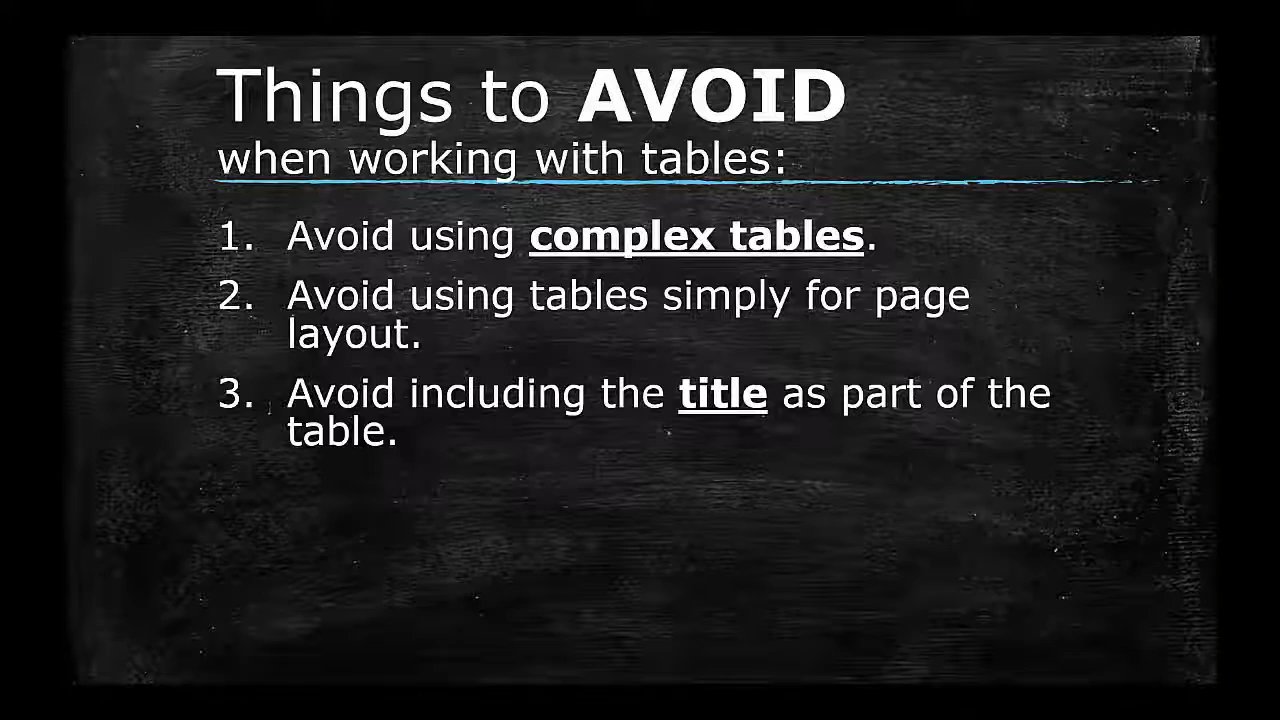 Things to AVOID
when working with tables:
1. Avoid using complex tables.
2. Avoid using tables simply for page
layout.
3. Avoid including the title as part of the
table.